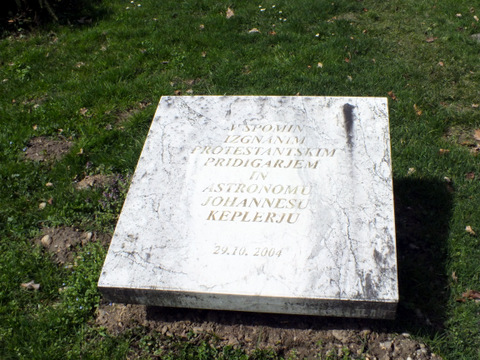 V SPOMIN
IZGNANIM
PROTESTANTSKIM
PRIDIGARJEM
IN
ASTRONOMU
JOHANNESU
KEPLERJU
29.10. 2004